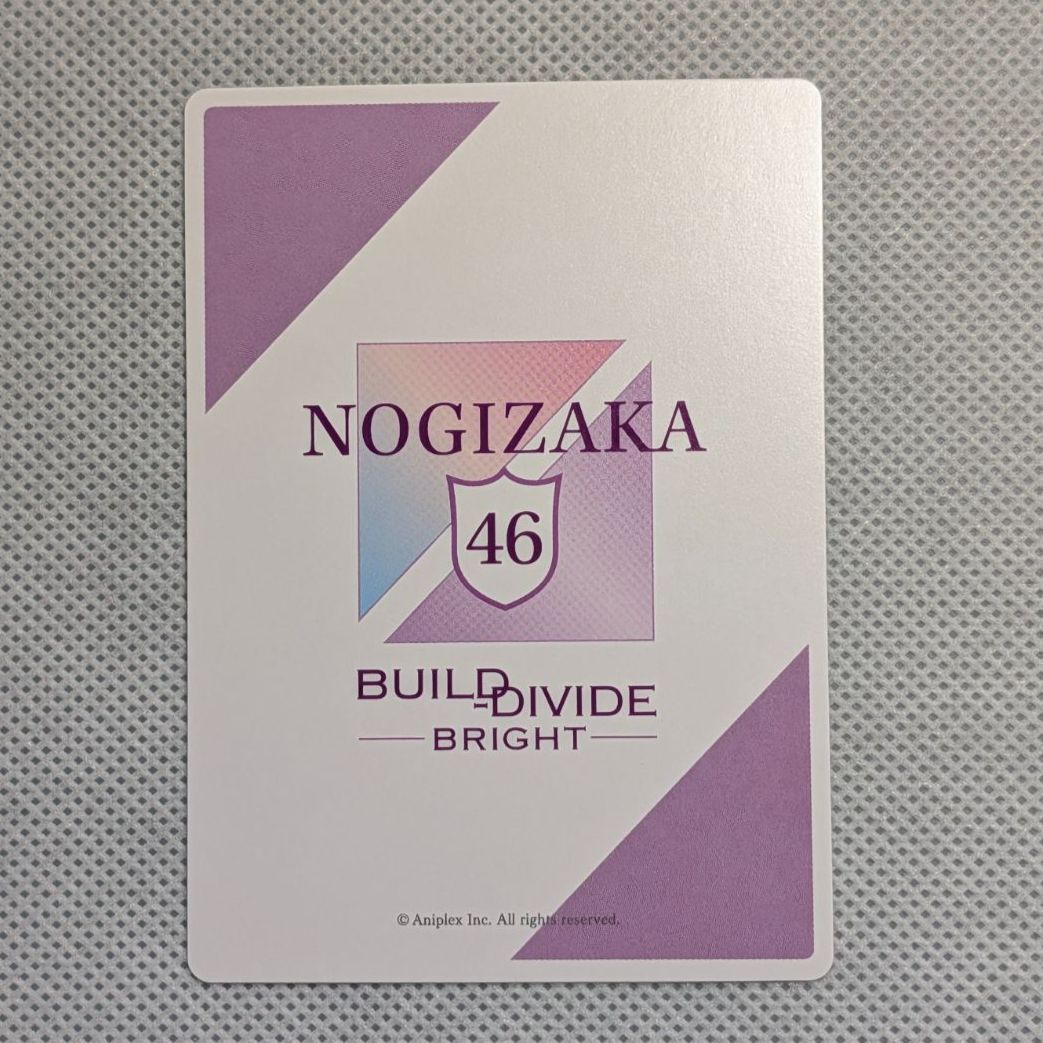 NOGIZAKA
46
BUILD-DIVIDE
BRIGHT
© Aniplex Inc. All rights reserved.